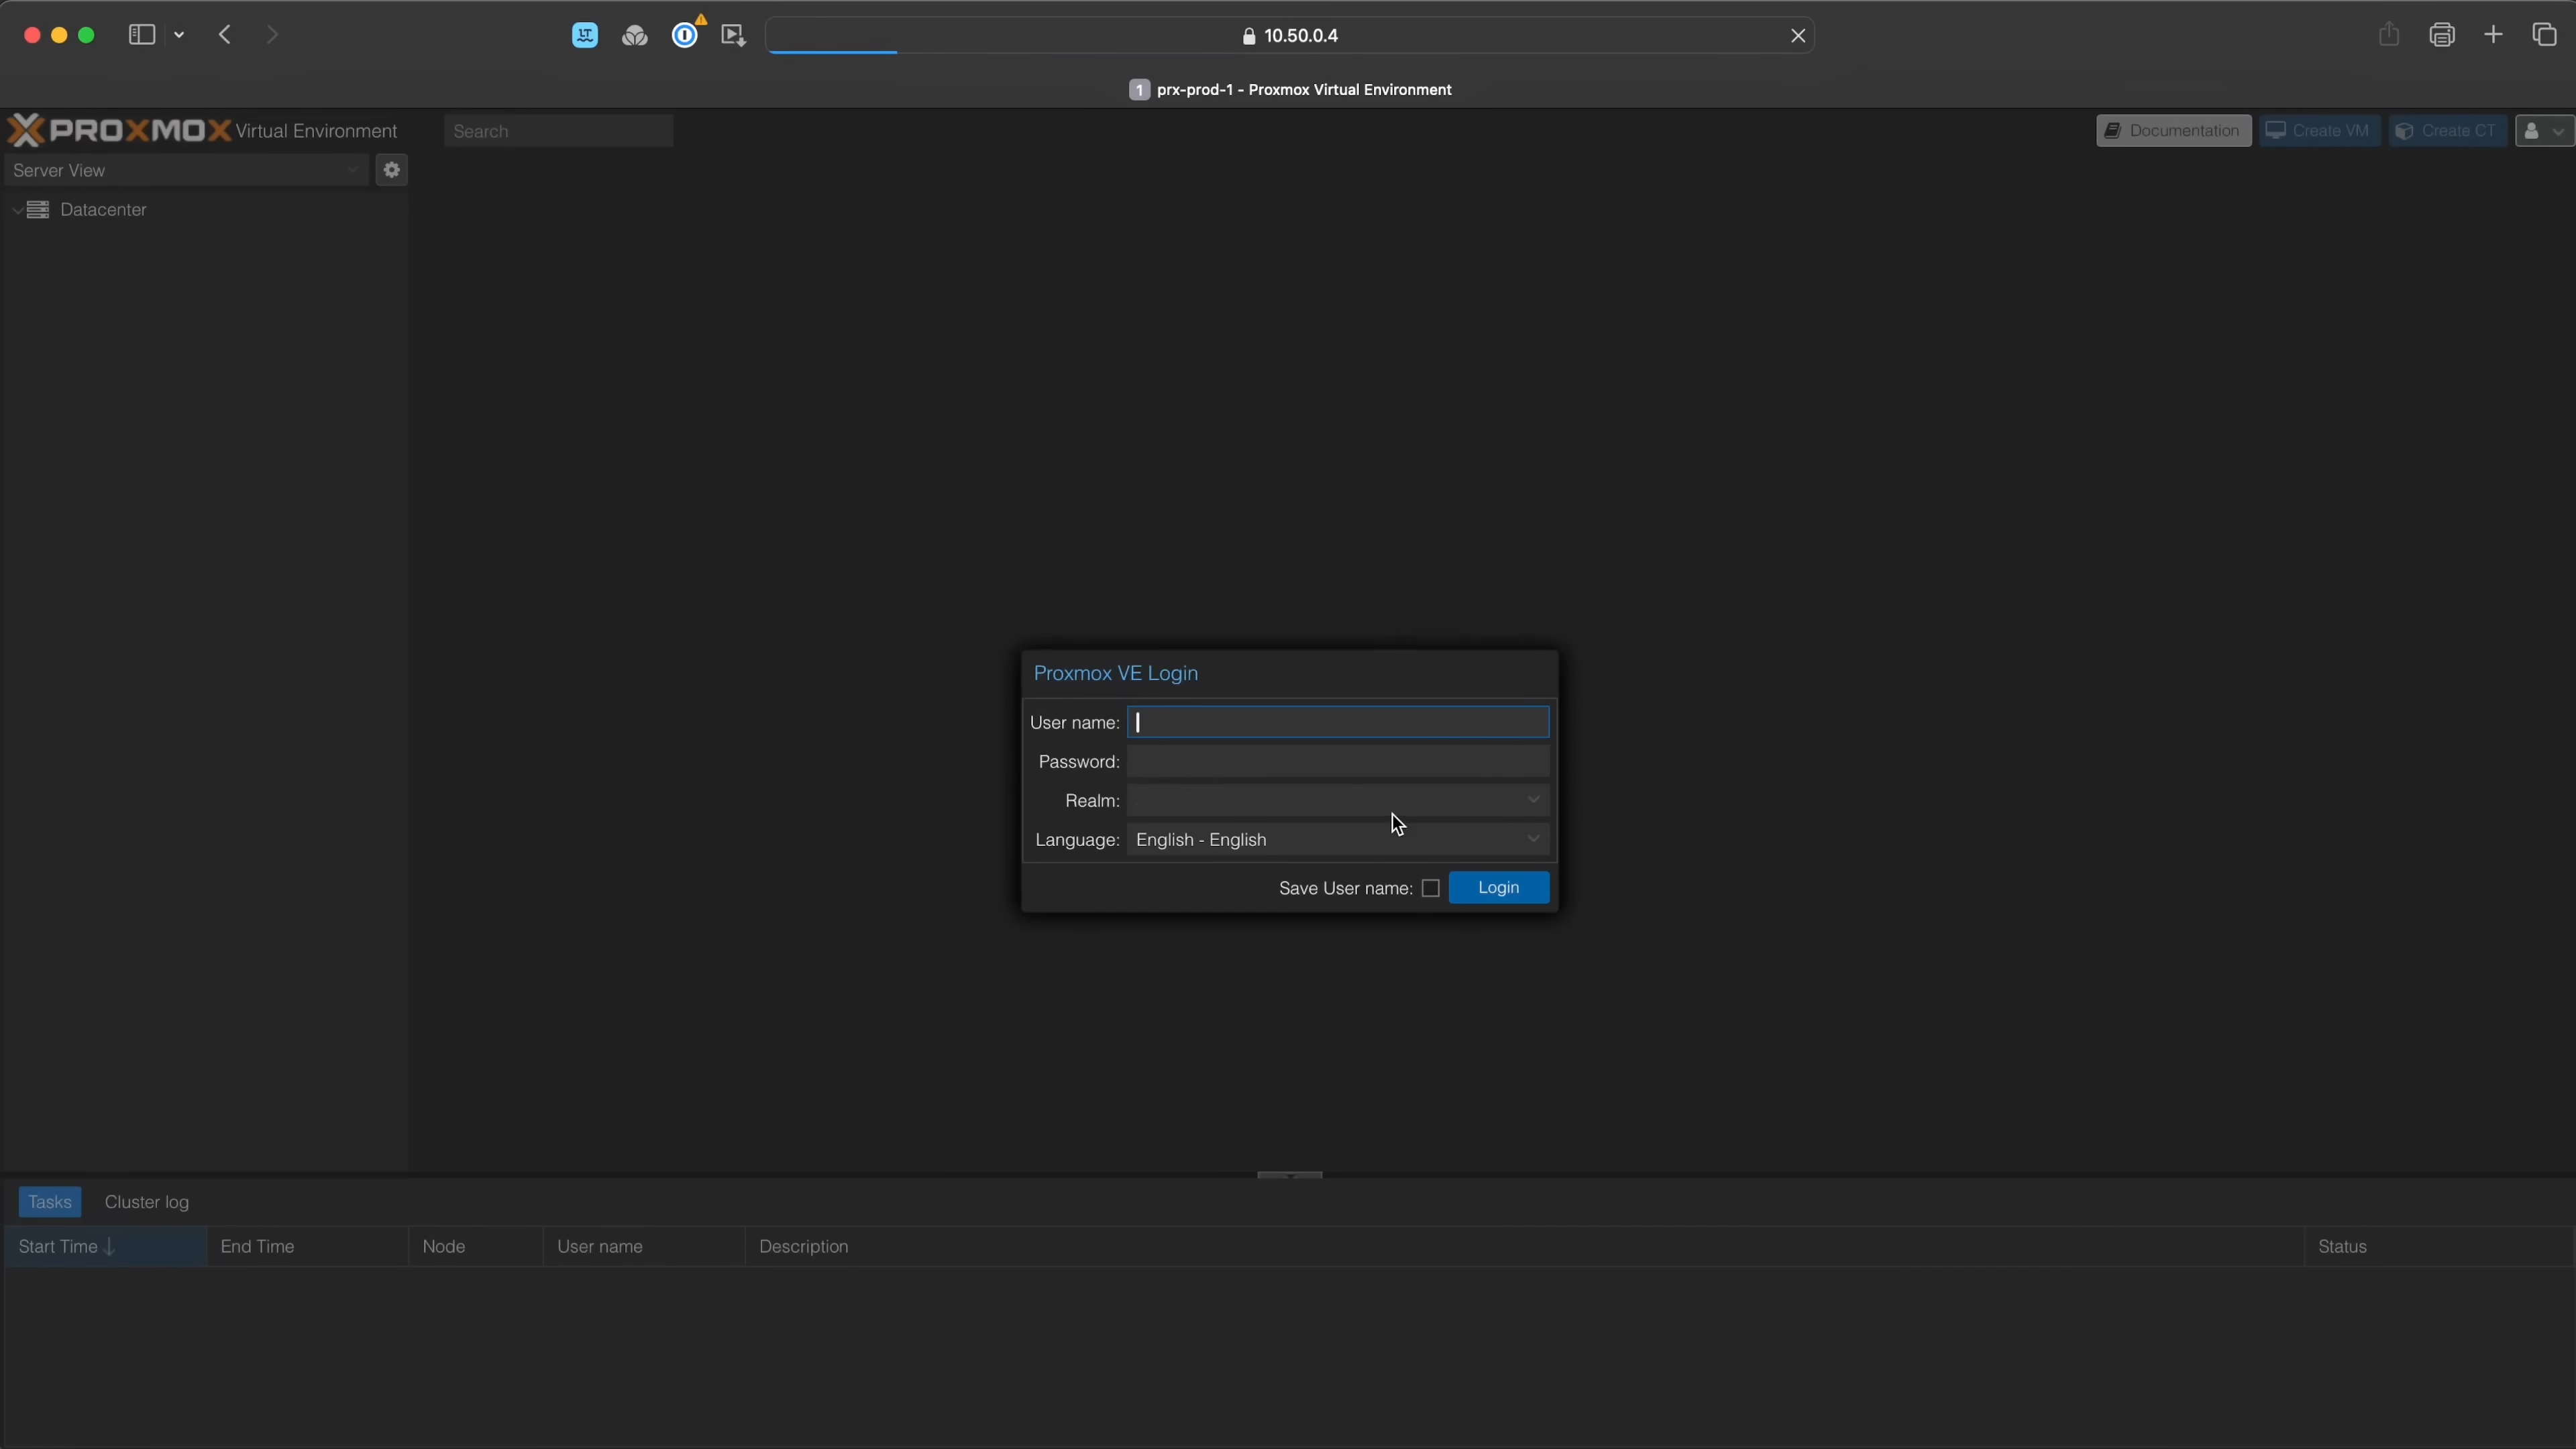 10.50.0.4
1 prx-prod-1 - Proxmox Virtual Environment
PROXMOX Virtual Environment
Search
Documentation
Create VM
Create CT
Server View
Datacenter
Proxmox VE Login
User name:
Password:
Realm:
Language: English - English
Save User name:
Login
Tasks
Cluster log
Start Time
End Time
Node
User name
Description
Status